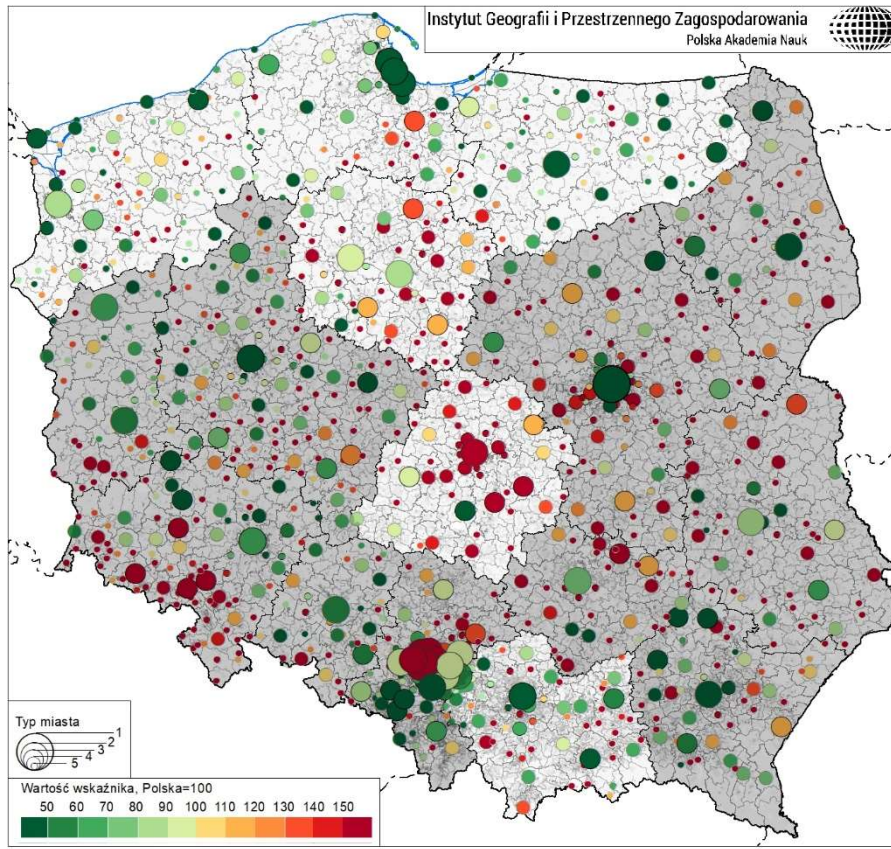 Instytut Geografii i Przestrzennego Zagospodarowania
Polska Akademia Nauk
Typ miasta
1
2
3
4
5
Wartość wskaźnika, Polska=100
50 60 70 80 90 100 110 120 130 140 150